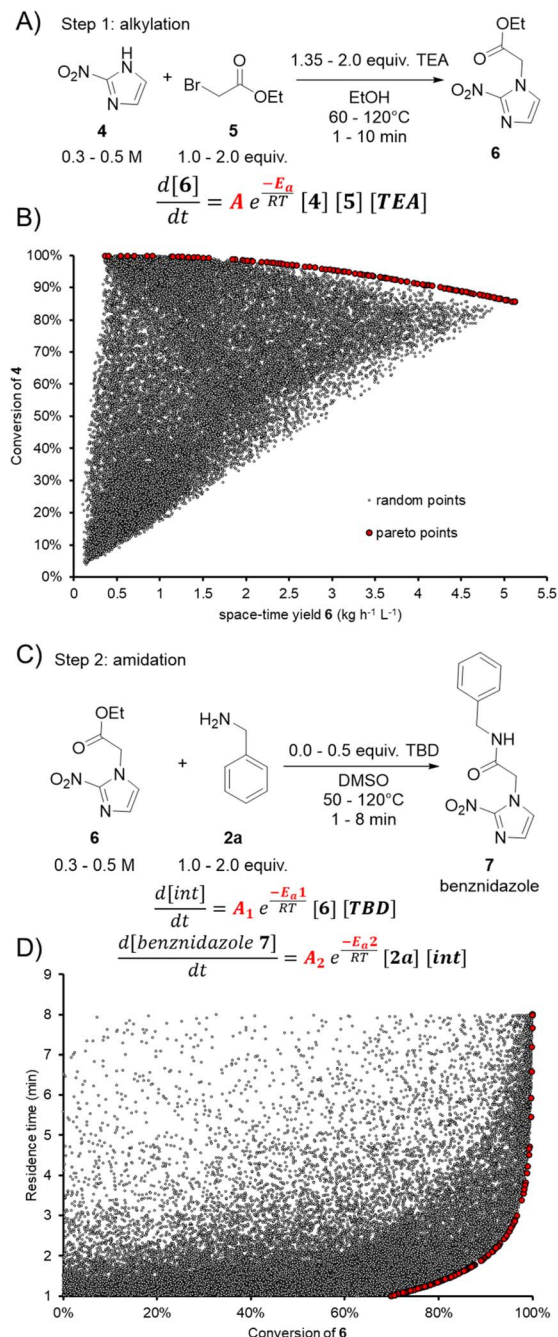 A) Step 1: alkylation
NO₂
H
N
N
4
0.3 - 0.5 M
+
Br
O
OEt
5
1.0 - 2.0 equiv.
1.35 - 2.0 equiv. TEA
EtOH
60 - 120°C
1 - 10 min
OEt
O
N
NO₂
N
6
d[6]/dt = A e^(-Ea/RT) [4] [5] [TEA]
B)
100%
90%
80%
70%
60%
50%
40%
30%
20%
10%
0%
Conversion of 4
random points
pareto points
0 0.5 1 1.5 2 2.5 3 3.5 4 4.5 5 5.5
space-time yield 6 (kg h⁻¹ L⁻¹)
C) Step 2: amidation
OEt
O
N
NO₂
N
6
0.3 - 0.5 M
+
H₂N
2a
1.0 - 2.0 equiv.
0.0 - 0.5 equiv. TBD
DMSO
50 - 120°C
1 - 8 min
NH
O
N
NO₂
N
7
benznidazole
d[int]/dt = A₁ e^(-Ea1/RT) [6] [TBD]
D)
d[benznidazole 7]/dt = A₂ e^(-Ea2/RT) [2a] [int]
9
8
7
6
5
4
3
2
1
Residence time (min)
0% 20% 40% 60% 80% 100%
Conversion of 6